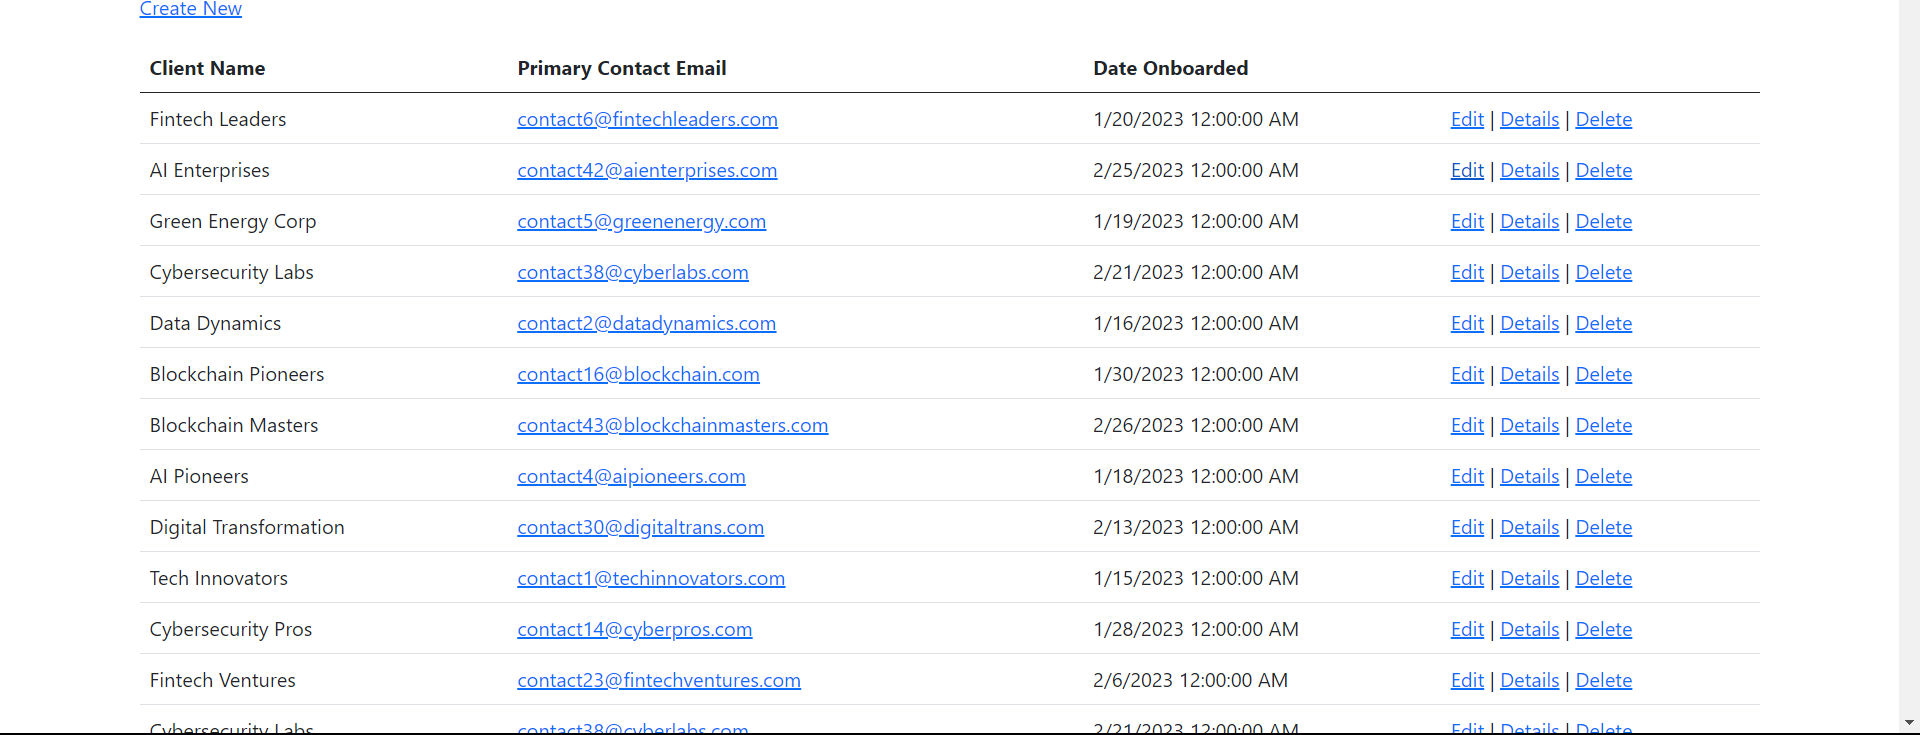 Create New
Client Name Primary Contact Email Date Onboarded
Fintech Leaders contact6@fintechleaders.com 1/20/2023 12:00:00 AM Edit | Details | Delete
AI Enterprises contact42@aienterprises.com 2/25/2023 12:00:00 AM Edit | Details | Delete
Green Energy Corp contact5@greenenergy.com 1/19/2023 12:00:00 AM Edit | Details | Delete
Cybersecurity Labs contact38@cyberlabs.com 2/21/2023 12:00:00 AM Edit | Details | Delete
Data Dynamics contact2@datadynamics.com 1/16/2023 12:00:00 AM Edit | Details | Delete
Blockchain Pioneers contact16@blockchain.com 1/30/2023 12:00:00 AM Edit | Details | Delete
Blockchain Masters contact43@blockchainmasters.com 2/26/2023 12:00:00 AM Edit | Details | Delete
AI Pioneers contact4@aipioneers.com 1/18/2023 12:00:00 AM Edit | Details | Delete
Digital Transformation contact30@digitaltrans.com 2/13/2023 12:00:00 AM Edit | Details | Delete
Tech Innovators contact1@techinnovators.com 1/15/2023 12:00:00 AM Edit | Details | Delete
Cybersecurity Pros contact14@cyberpros.com 1/28/2023 12:00:00 AM Edit | Details | Delete
Fintech Ventures contact23@fintechventures.com 2/6/2023 12:00:00 AM Edit | Details | Delete
Cybersecurity Labs contact38@cyberlabs.com 2/21/2023 12:00:00 AM Edit | Details | Delete